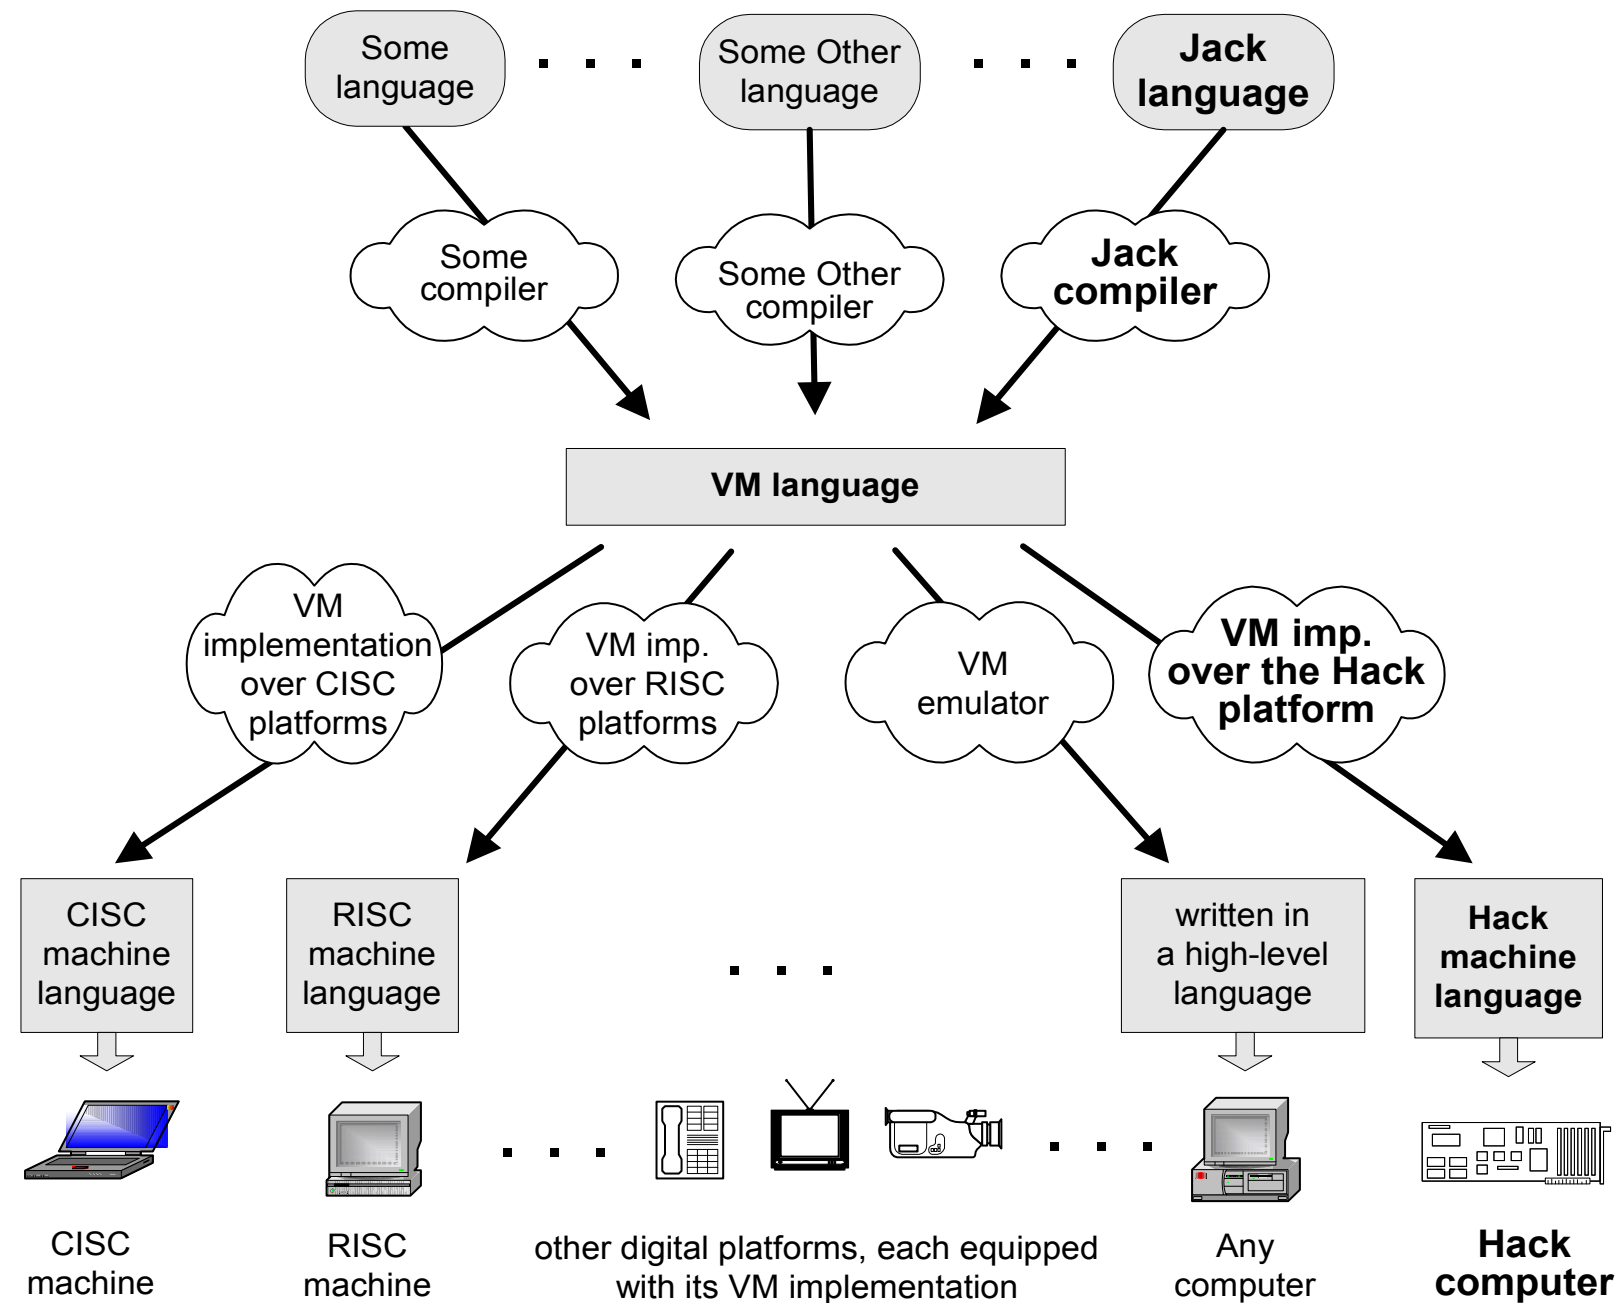 Some
language
Some Other
language
Jack
language
Some
compiler
Some Other
compiler
Jack
compiler
VM language
VM
implementation
over CISC
platforms
VM imp.
over RISC
platforms
VM
emulator
VM imp.
over the Hack
platform
CISC
machine
language
RISC
machine
language
written in
a high-level
language
Hack
machine
language
CISC
machine
RISC
machine
other digital platforms, each equipped
with its VM implementation
Any
computer
Hack
computer